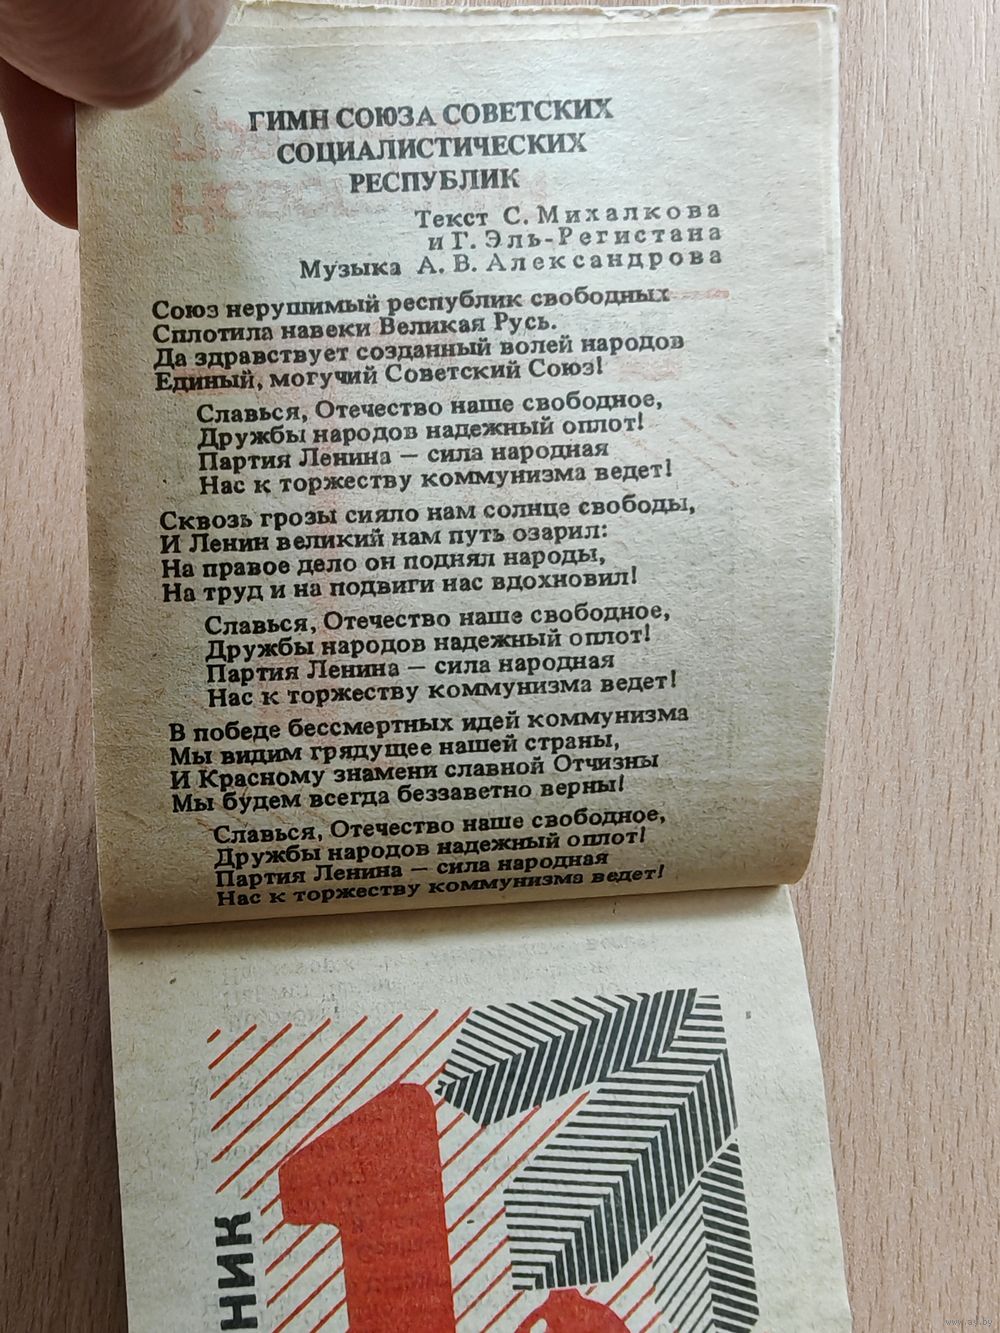 ГИМН СОЮЗА СОВЕТСКИХ
СОЦИАЛИСТИЧЕСКИХ
РЕСПУБЛИК
Текст С. Михалкова
и Г. Эль-Регистана
Музыка А. В. Александрова
Союз нерушимый республик свободных
Сплотила навеки Великая Русь.
Да здравствует созданный волей народов
Единый, могучий Советский Союз!
Славься, Отечество наше свободное,
Дружбы народов надежный оплот!
Партия Ленина — сила народная
Нас к торжеству коммунизма ведет!
Сквозь грозы сияло нам солнце свободы,
И Ленин великий нам путь озарил:
На правое дело он поднял народы,
На труд и на подвиги нас вдохновил!
Славься, Отечество наше свободное,
Дружбы народов надежный оплот!
Партия Ленина — сила народная
Нас к торжеству коммунизма ведет!
В победе бессмертных идей коммунизма
Мы видим грядущее нашей страны,
И Красному знамени славной Отчизны
Мы будем всегда беззаветно верны!
Славься, Отечество наше свободное,
Дружбы народов надежный оплот!
Партия Ленина — сила народная
Нас к торжеству коммунизма ведет!
НИК
1
www.ay.by